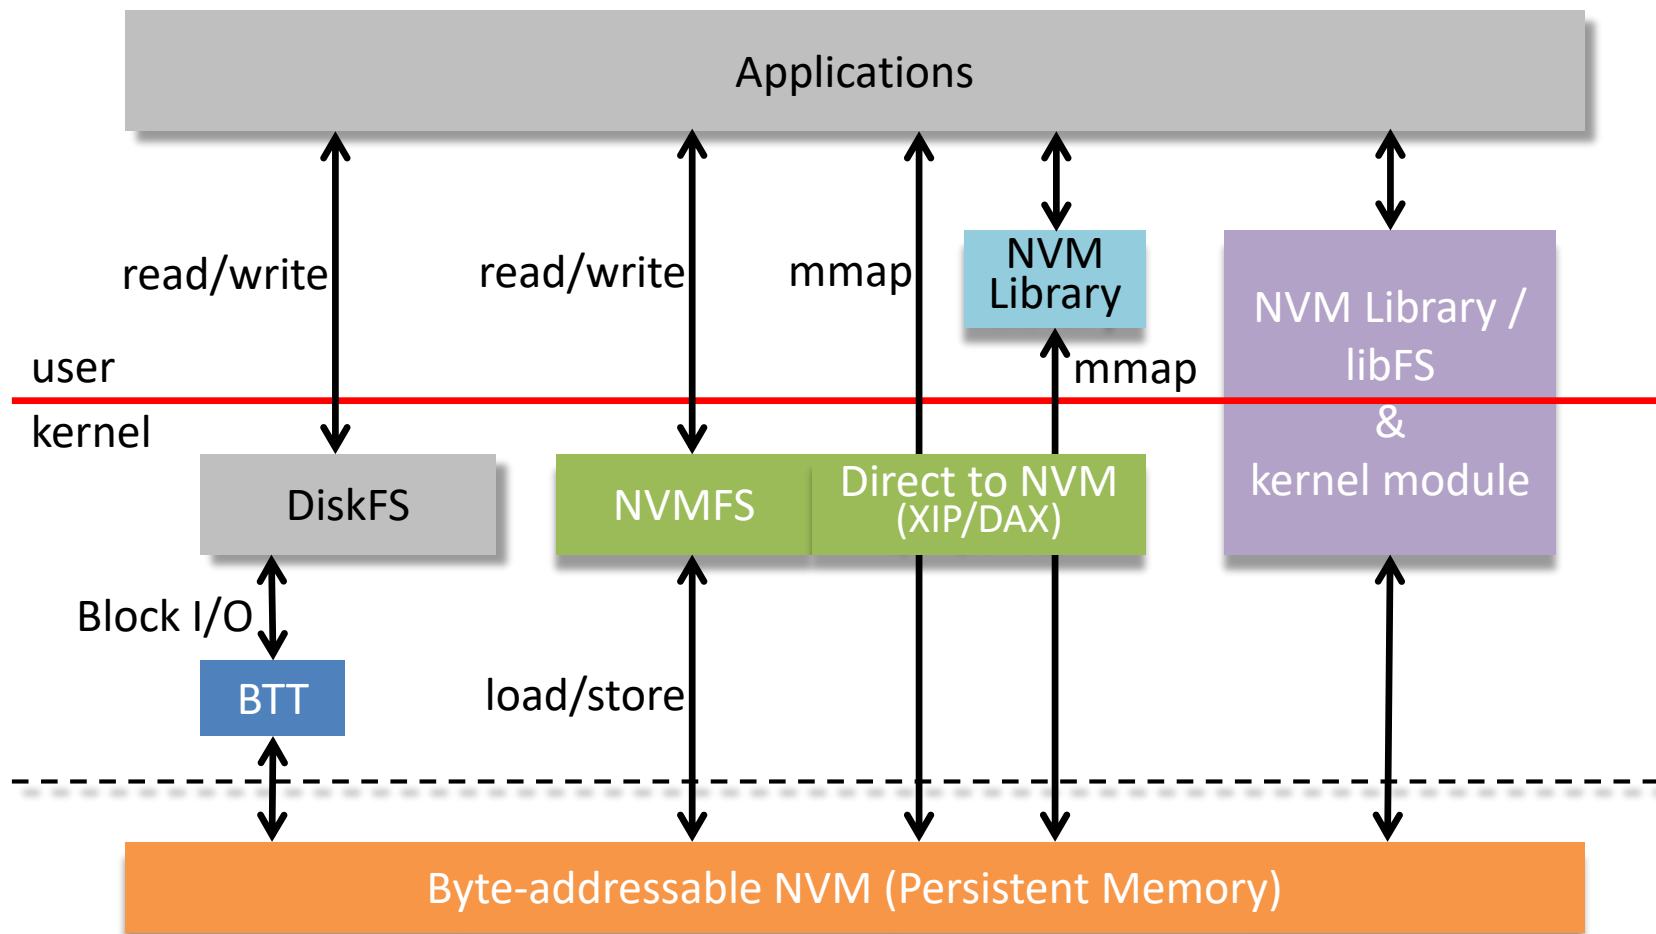 Applications
read/write
read/write
mmap
NVM
Library
mmap
NVM Library /
libFS
&
kernel module
user
kernel
DiskFS
NVMFS
Direct to NVM
(XIP/DAX)
Block I/O
BTT
load/store
Byte-addressable NVM (Persistent Memory)